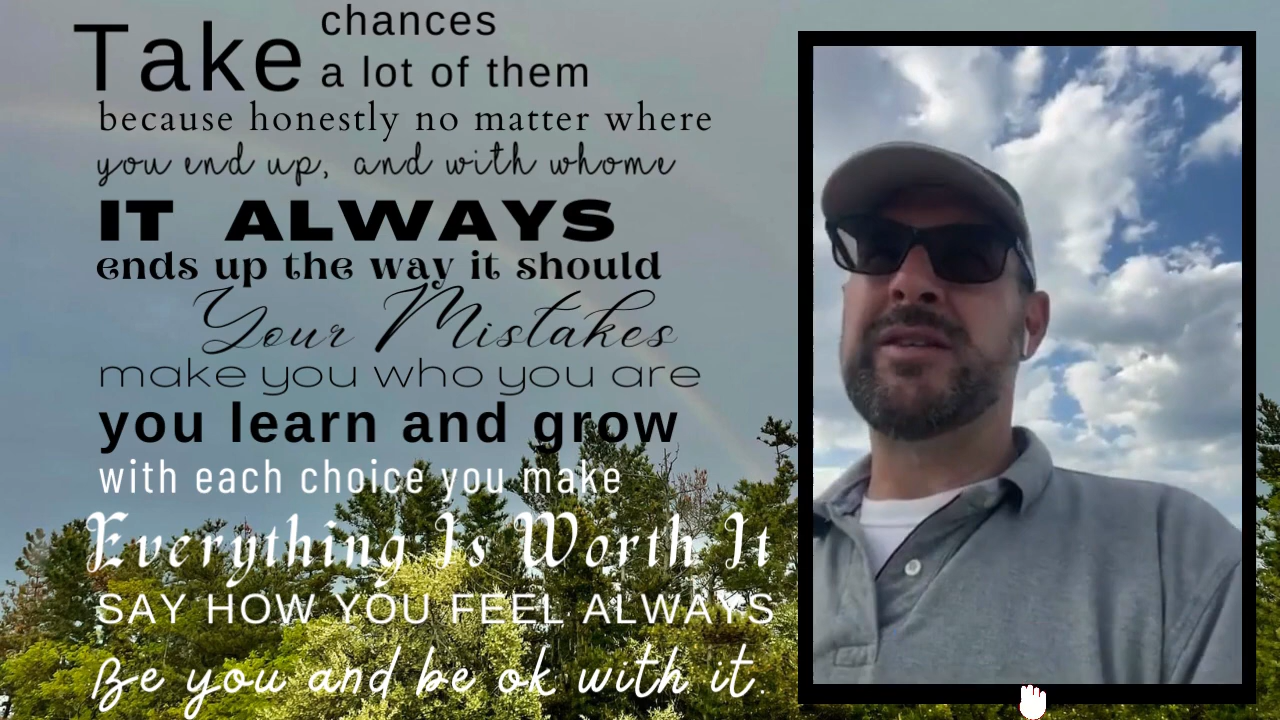 Take chances
a lot of them
because honestly no matter where
you end up, and with whome
IT ALWAYS
ends up the way it should
Your Mistakes
make you who you are
you learn and grow
with each choice you make
Everything Is Worth It
SAY HOW YOU FEEL ALWAYS
Be you and be ok with it.